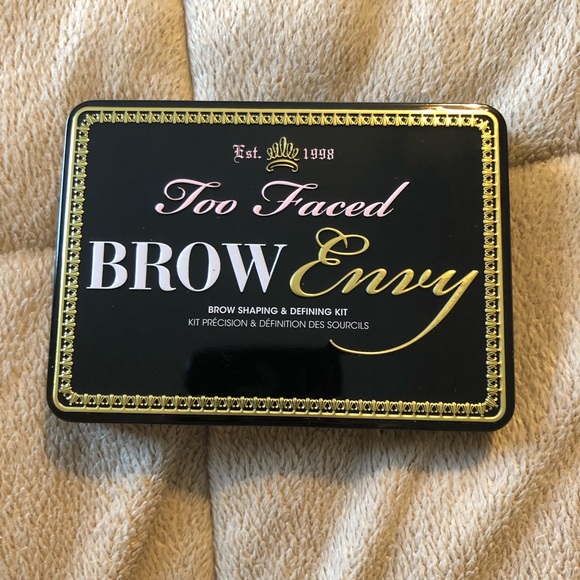 Est. 1998
Too Faced
BROW Envy
BROW SHAPING & DEFINING KIT
KIT PRÉCISION & DÉFINITION DES SOURCILS